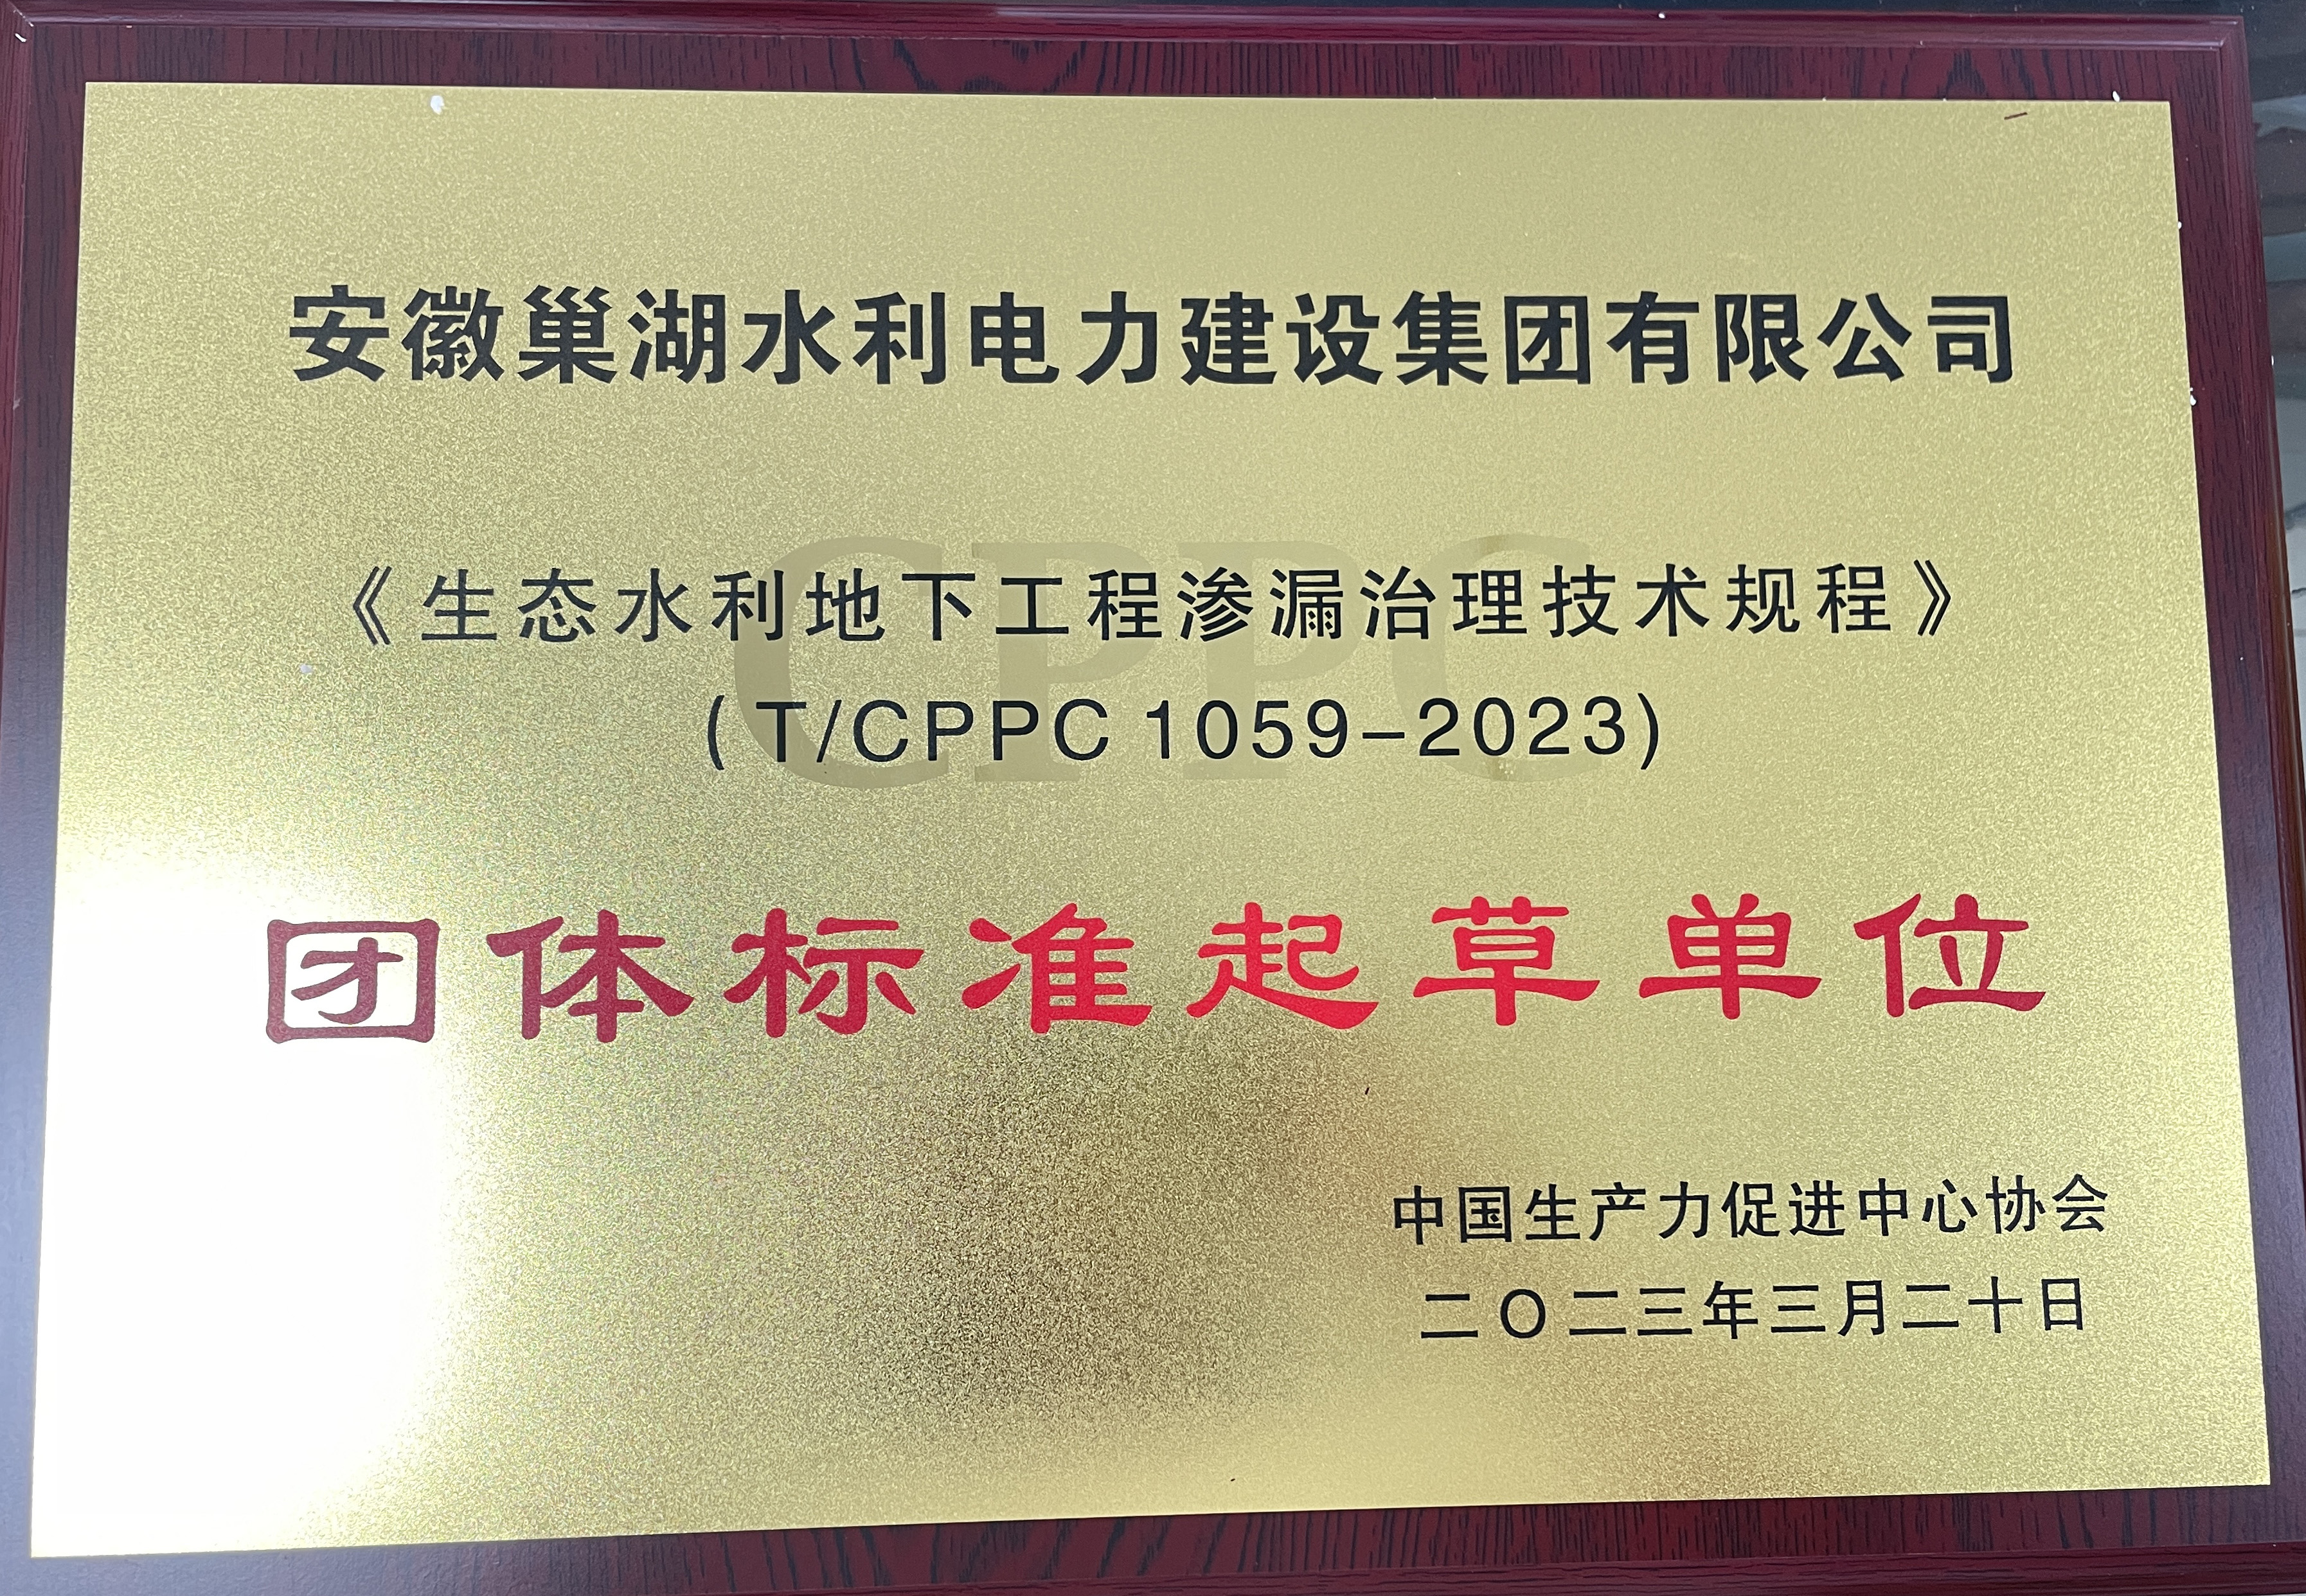 安徽巢湖水利电力建设集团有限公司
CPPC
《生态水利地下工程渗漏治理技术规程》
(T/CPPC 1059-2023)
团体标准起草单位
中国生产力促进中心协会
二〇二三年三月二十日